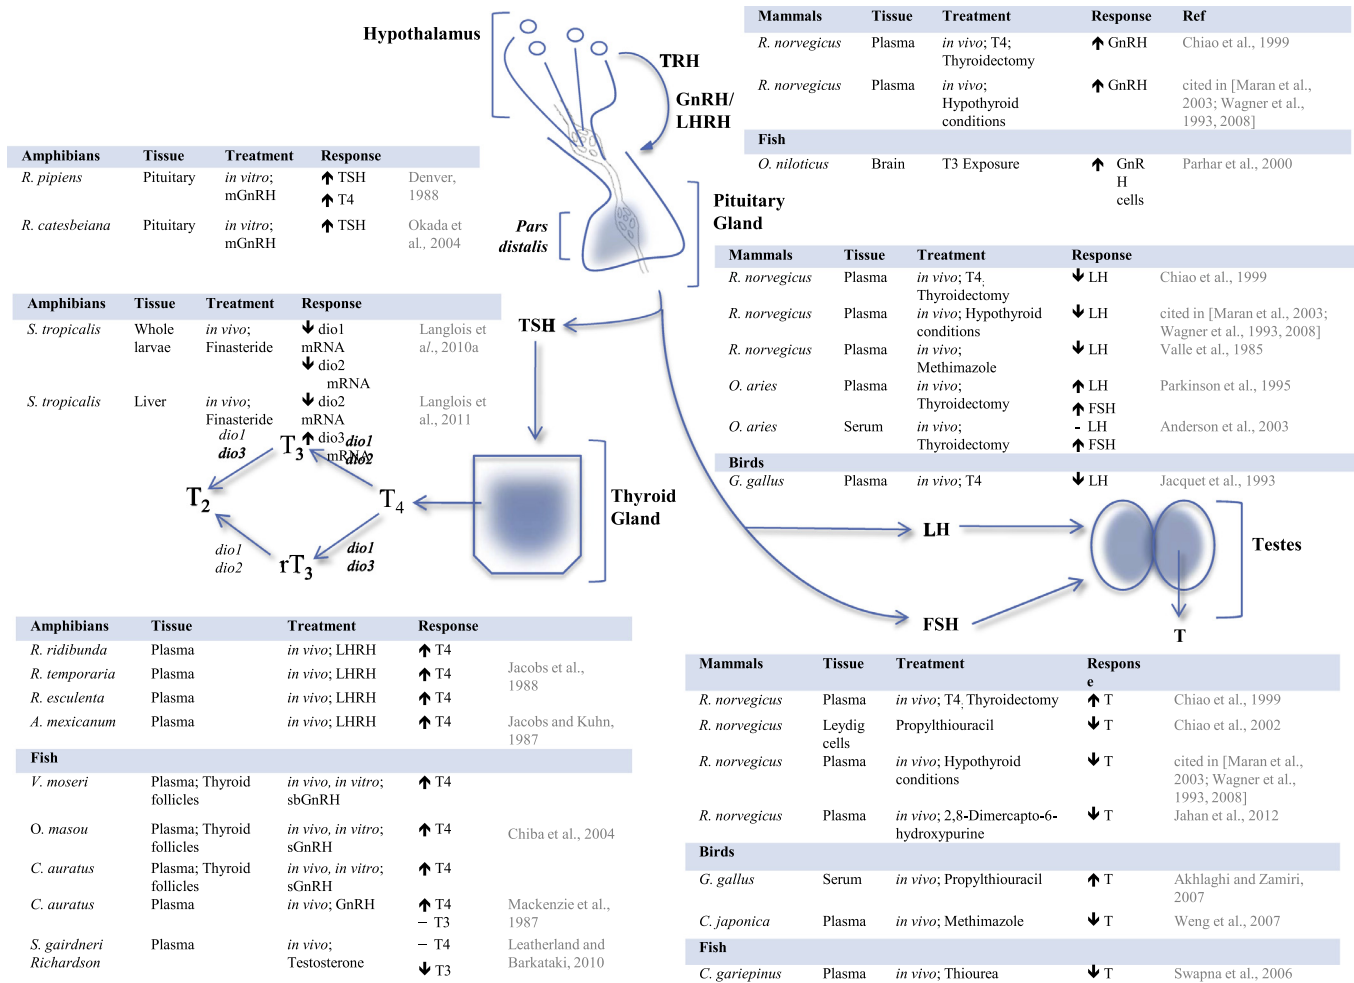 Hypothalamus
TRH
GnRH/
LHRH
Pituitary
Gland
Pars
distalis
Mammals Tissue Treatment Response Ref
R. norvegicus Plasma in vivo; T4; ↑ GnRH Chiao et al., 1999
Thyroidectomy
R. norvegicus Plasma in vivo; ↑ GnRH cited in [Maran et al.,
Hypothyroid 2003; Wagner et al.,
conditions 1993, 2008]
Fish
O. niloticus Brain T3 Exposure ↑ GnR Parhar et al., 2000
H
cells
Amphibians Tissue Treatment Response
R. pipiens Pituitary in vitro; ↑ TSH Denver,
mGnRH ↑ T4 1988
R. catesbeiana Pituitary in vitro; ↑ TSH Okada et
mGnRH al., 2004
Amphibians Tissue Treatment Response
S. tropicalis Whole in vivo; ↓ dio1 Langlois et
larvae Finasteride mRNA al., 2010a
↓ dio2
mRNA
S. tropicalis Liver in vivo; ↓ dio2 Langlois et
Finasteride mRNA al., 2011
↑ dio3
mRNA
TSH
Mammals Tissue Treatment Response
R. norvegicus Plasma in vivo; T4; ↓ LH Chiao et al., 1999
Thyroidectomy
R. norvegicus Plasma in vivo; Hypothyroid ↓ LH cited in [Maran et al., 2003;
conditions Wagner et al., 1993, 2008]
R. norvegicus Plasma in vivo; ↓ LH Valle et al., 1985
Methimazole
O. aries Plasma in vivo; ↑ LH Parkinson et al., 1995
Thyroidectomy ↑ FSH
O. aries Serum in vivo; - LH Anderson et al., 2003
Thyroidectomy ↑ FSH
Birds
G. gallus Plasma in vivo; T4 ↓ LH Jacquet et al., 1993
dio1
dio3
T3
dio1
dio2
T2
T4
dio1
dio2
rT3
dio1
dio3
Thyroid
Gland
LH
FSH
Testes
T
Amphibians Tissue Treatment Response
R. ridibunda Plasma in vivo; LHRH ↑ T4
R. temporaria Plasma in vivo; LHRH ↑ T4 Jacobs et al.,
1988
R. esculenta Plasma in vivo; LHRH ↑ T4
A. mexicanum Plasma in vivo; LHRH ↑ T4 Jacobs and Kuhn,
1987
Fish
V. moseri Plasma; Thyroid in vivo, in vitro; ↑ T4
follicles sbGnRH
O. masou Plasma; Thyroid in vivo, in vitro; ↑ T4 Chiba et al., 2004
follicles sGnRH
C. auratus Plasma; Thyroid in vivo, in vitro; ↑ T4
follicles sGnRH
C. auratus Plasma in vivo; GnRH ↑ T4 Mackenzie et al.,
– T3 1987
S. gairdneri Plasma in vivo; – T4 Leatherland and
Richardson Testosterone ↓ T3 Barkataki, 2010
Mammals Tissue Treatment Respons
e
R. norvegicus Plasma in vivo; T4; Thyroidectomy ↑ T Chiao et al., 1999
R. norvegicus Leydig Propylthiouracil ↓ T Chiao et al., 2002
cells
R. norvegicus Plasma in vivo; Hypothyroid ↓ T cited in [Maran et al.,
conditions 2003; Wagner et al.,
1993, 2008]
R. norvegicus Plasma in vivo; 2,8-Dimercapto-6- ↓ T Jahan et al., 2012
hydroxypurine
Birds
G. gallus Serum in vivo; Propylthiouracil ↑ T Akhlaghi and Zamiri,
2007
C. japonica Plasma in vivo; Methimazole ↓ T Weng et al., 2007
Fish
C. gariepinus Plasma in vivo; Thiourea ↓ T Swapna et al., 2006